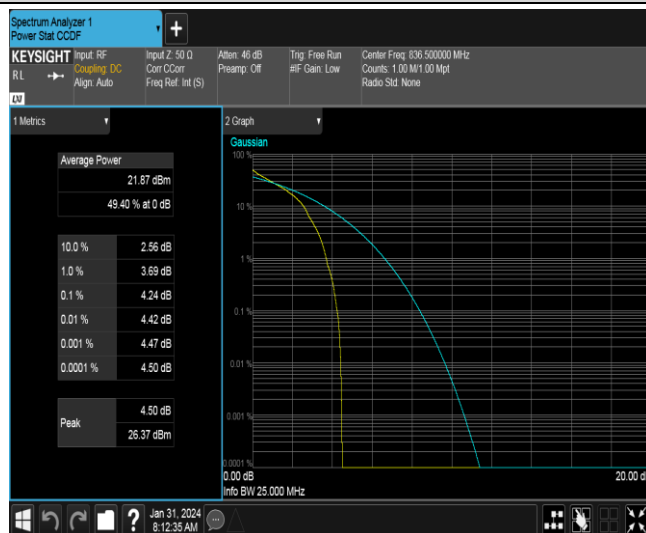 Spectrum Analyzer 1
Power Stat CCDF
KEYSIGHT
RL
LXI
Input: RF
Coupling: DC
Align: Auto
Input Z: 50 Ω
Corr CCorr
Freq Ref: Int (S)
Atten: 46 dB
Preamp: Off
Trig: Free Run
#IF Gain: Low
Center Freq: 836.500000 MHz
Counts: 1.00 M/1.00 Mpt
Radio Std: None
1 Metrics
Average Power
21.87 dBm
49.40 % at 0 dB
10.0 % 2.56 dB
1.0 % 3.69 dB
0.1 % 4.24 dB
0.01 % 4.42 dB
0.001 % 4.47 dB
0.0001 % 4.50 dB
Peak
4.50 dB
26.37 dBm
2 Graph
Gaussian
100 %
10 %
1 %
0.1 %
0.01 %
0.001 %
0.0001 %
0.00 dB
20.00 d
Info BW 25.000 MHz
?
Jan 31, 2024
8:12:35 AM